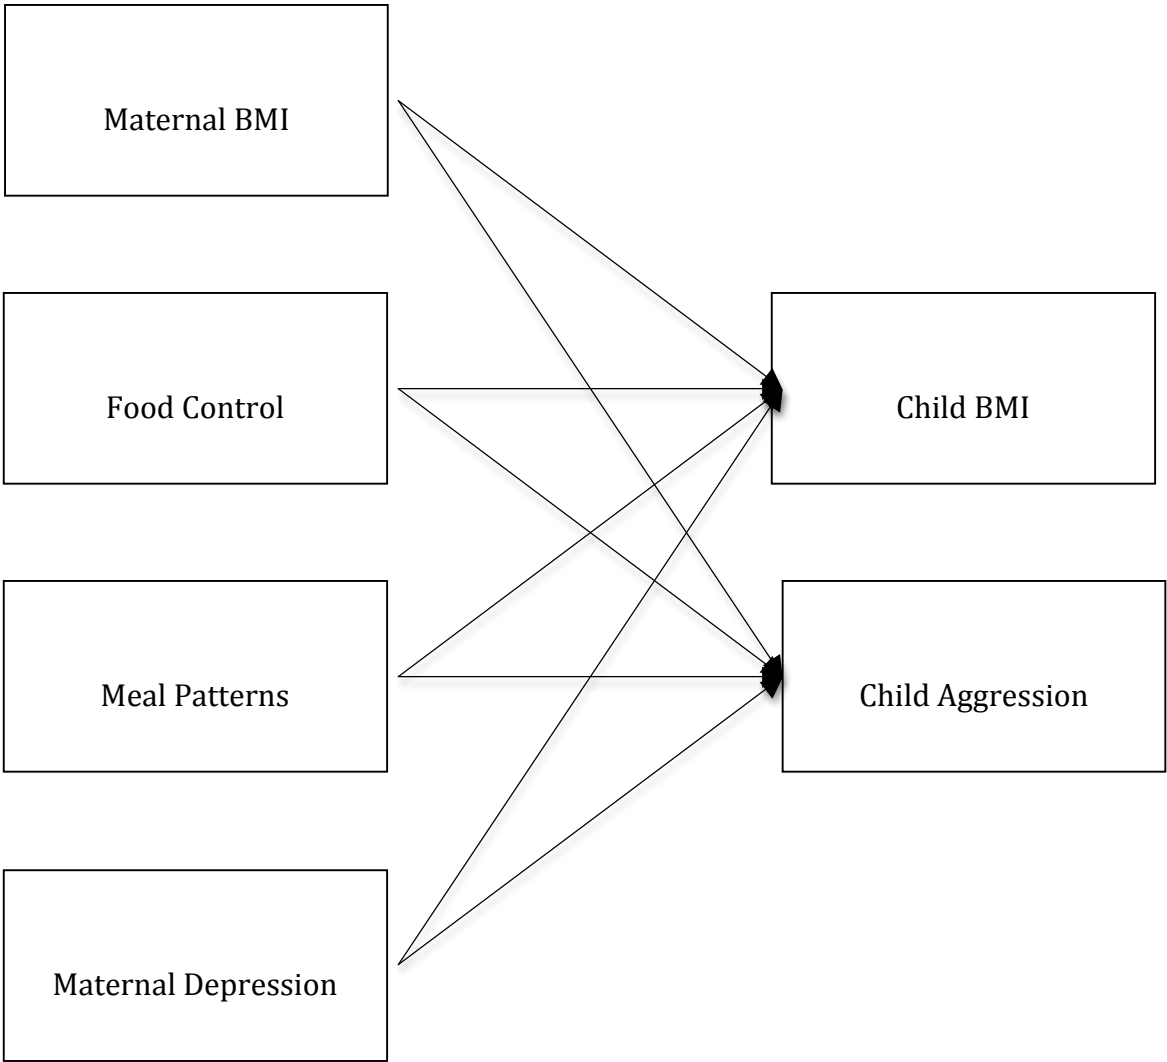 Maternal BMI
Food Control
Child BMI
Meal Patterns
Child Aggression
Maternal Depression